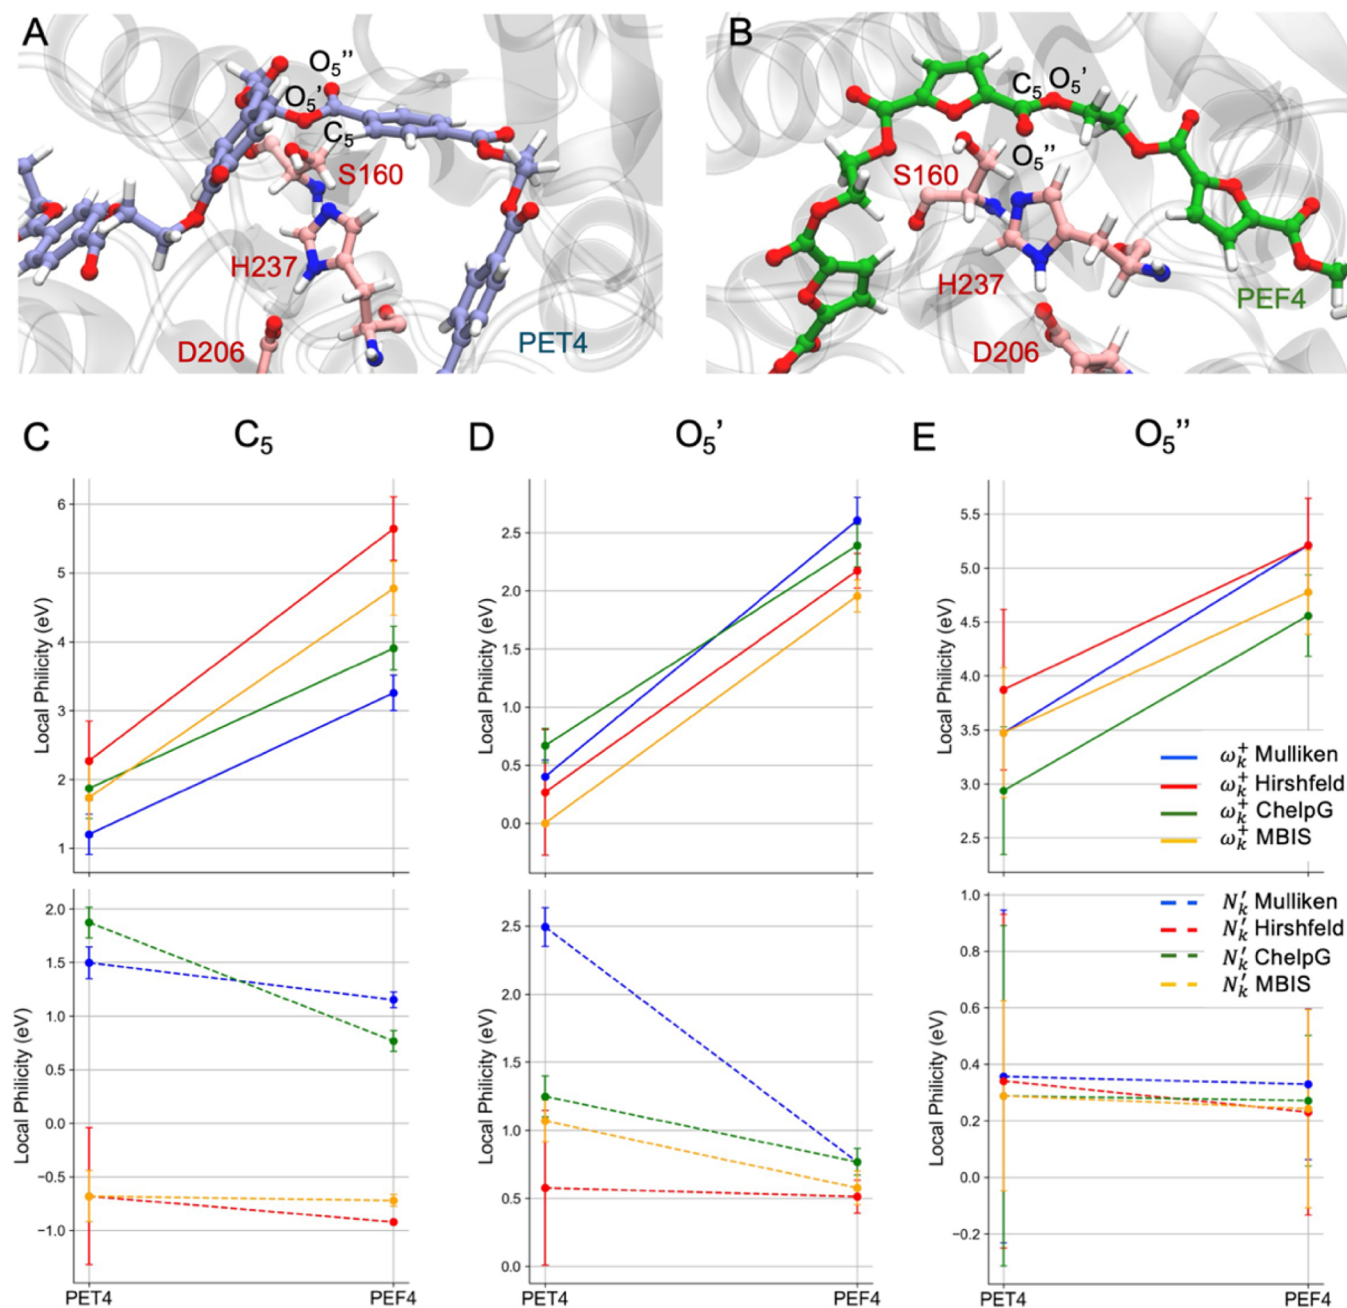 A
O₅''
O₅'
C₅
S160
H237
D206
PET4
B
C₅ O₅'
O₅''
S160
H237
D206
PEF4
C
C₅
D
O₅'
E
O₅''
Local Philicity (eV)
6
5
4
3
2
1
Local Philicity (eV)
2.5
2.0
1.5
1.0
0.5
0.0
Local Philicity (eV)
5.5
5.0
4.5
4.0
3.5
3.0
2.5
ωₖ⁺ Mulliken
ωₖ⁺ Hirshfeld
ωₖ⁺ ChelpG
ωₖ⁺ MBIS
Local Philicity (eV)
2.0
1.5
1.0
0.5
0.0
−0.5
−1.0
PET4
PEF4
Local Philicity (eV)
2.5
2.0
1.5
1.0
0.5
0.0
PET4
PEF4
Local Philicity (eV)
1.0
0.8
0.6
0.4
0.2
0.0
−0.2
N′ₖ Mulliken
N′ₖ Hirshfeld
N′ₖ ChelpG
N′ₖ MBIS
PET4
PEF4